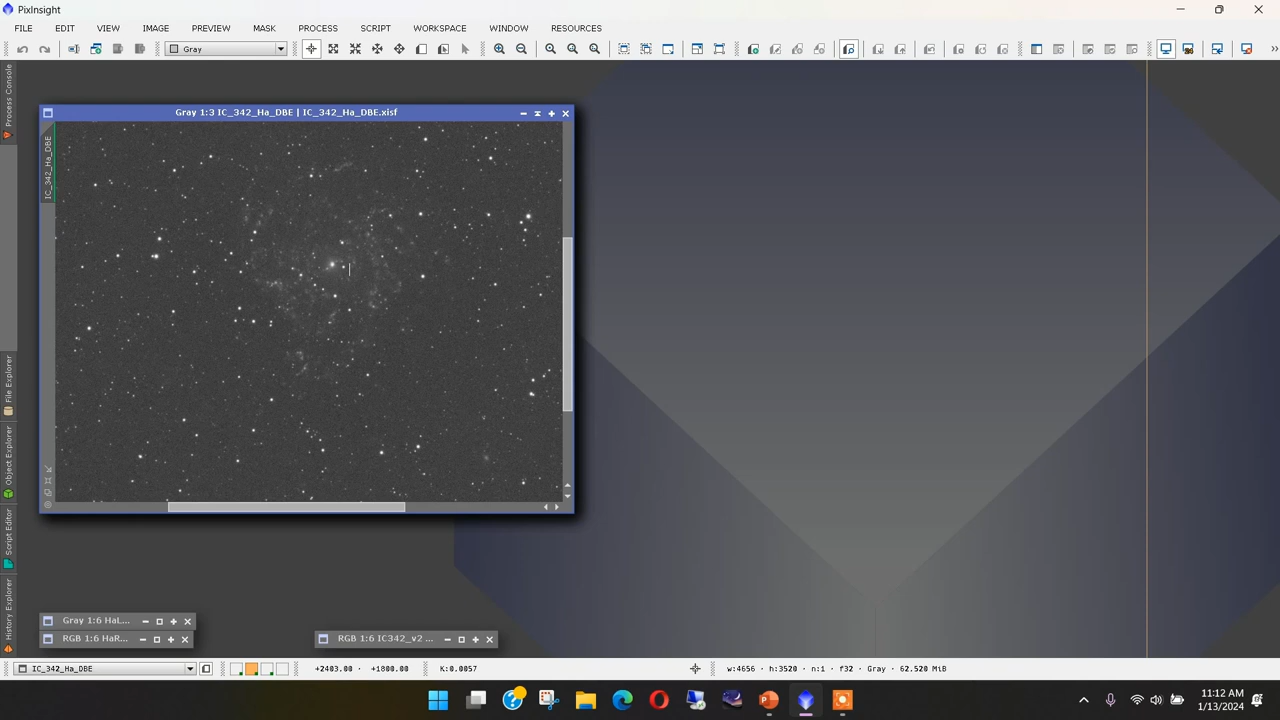 PixInsight
FILE EDIT VIEW IMAGE PREVIEW MASK PROCESS SCRIPT WORKSPACE WINDOW RESOURCES
Gray
Process Console
Gray 1:3 IC_342_Ha_DBE | IC_342_Ha_DBE.xisf
IC_342_Ha_DBE
File Explorer
Object Explorer
Script Editor
History Explorer
Gray 1:6 HaL...
RGB 1:6 HaR...
RGB 1:6 IC342_v2 ...
IC_342_Ha_DBE
+2403.00 · +1800.00
K:0.0057
w:4656 · h:3520 · n:1 · f32 · Gray · 62.520 MiB
11:12 AM
1/13/2024